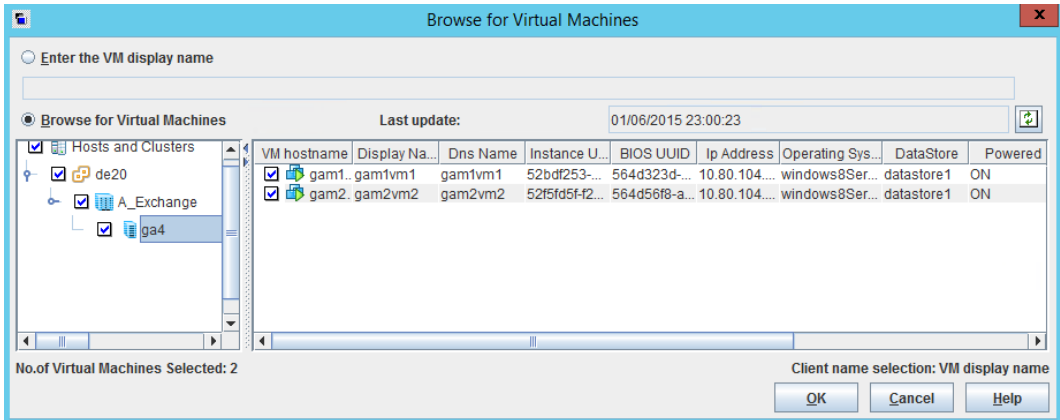 Browse for Virtual Machines
x
Enter the VM display name
Browse for Virtual Machines Last update: 01/06/2015 23:00:23
Hosts and Clusters
de20
A_Exchange
ga4
VM hostname Display Na... Dns Name Instance U... BIOS UUID Ip Address Operating Sys... DataStore Powered
gam1.. gam1vm1 gam1vm1 52bdf253-... 564d323d-... 10.80.104.... windows8Ser... datastore1 ON
gam2. gam2vm2 gam2vm2 52f5fd5f-f2... 564d56f8-a... 10.80.104.... windows8Ser... datastore1 ON
No.of Virtual Machines Selected: 2 Client name selection: VM display name
OK Cancel Help